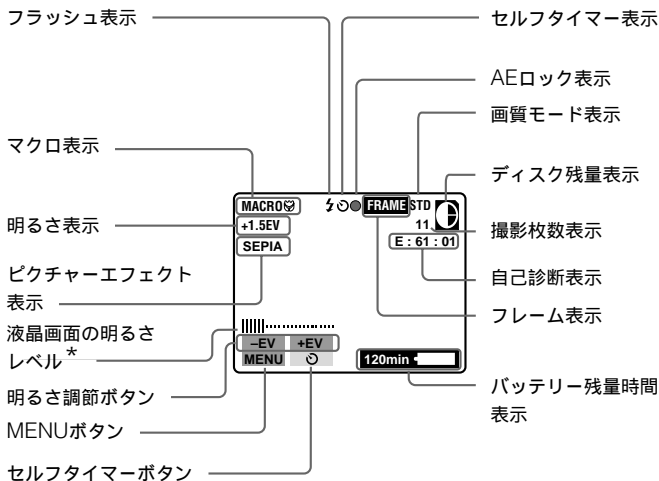 フラッシュ表示
セルフタイマー表示
AEロック表示
画質モード表示
マクロ表示
ディスク残量表示
MACRO
FRAME
STD
明るさ表示
+1.5EV
11
撮影枚数表示
SEPIA
E : 61 : 01
自己診断表示
ピクチャーエフェクト
表示
フレーム表示
液晶画面の明るさ
レベル*
–EV
+EV
MENU
120min
バッテリー残量時間
表示
明るさ調節ボタン
MENUボタン
セルフタイマーボタン